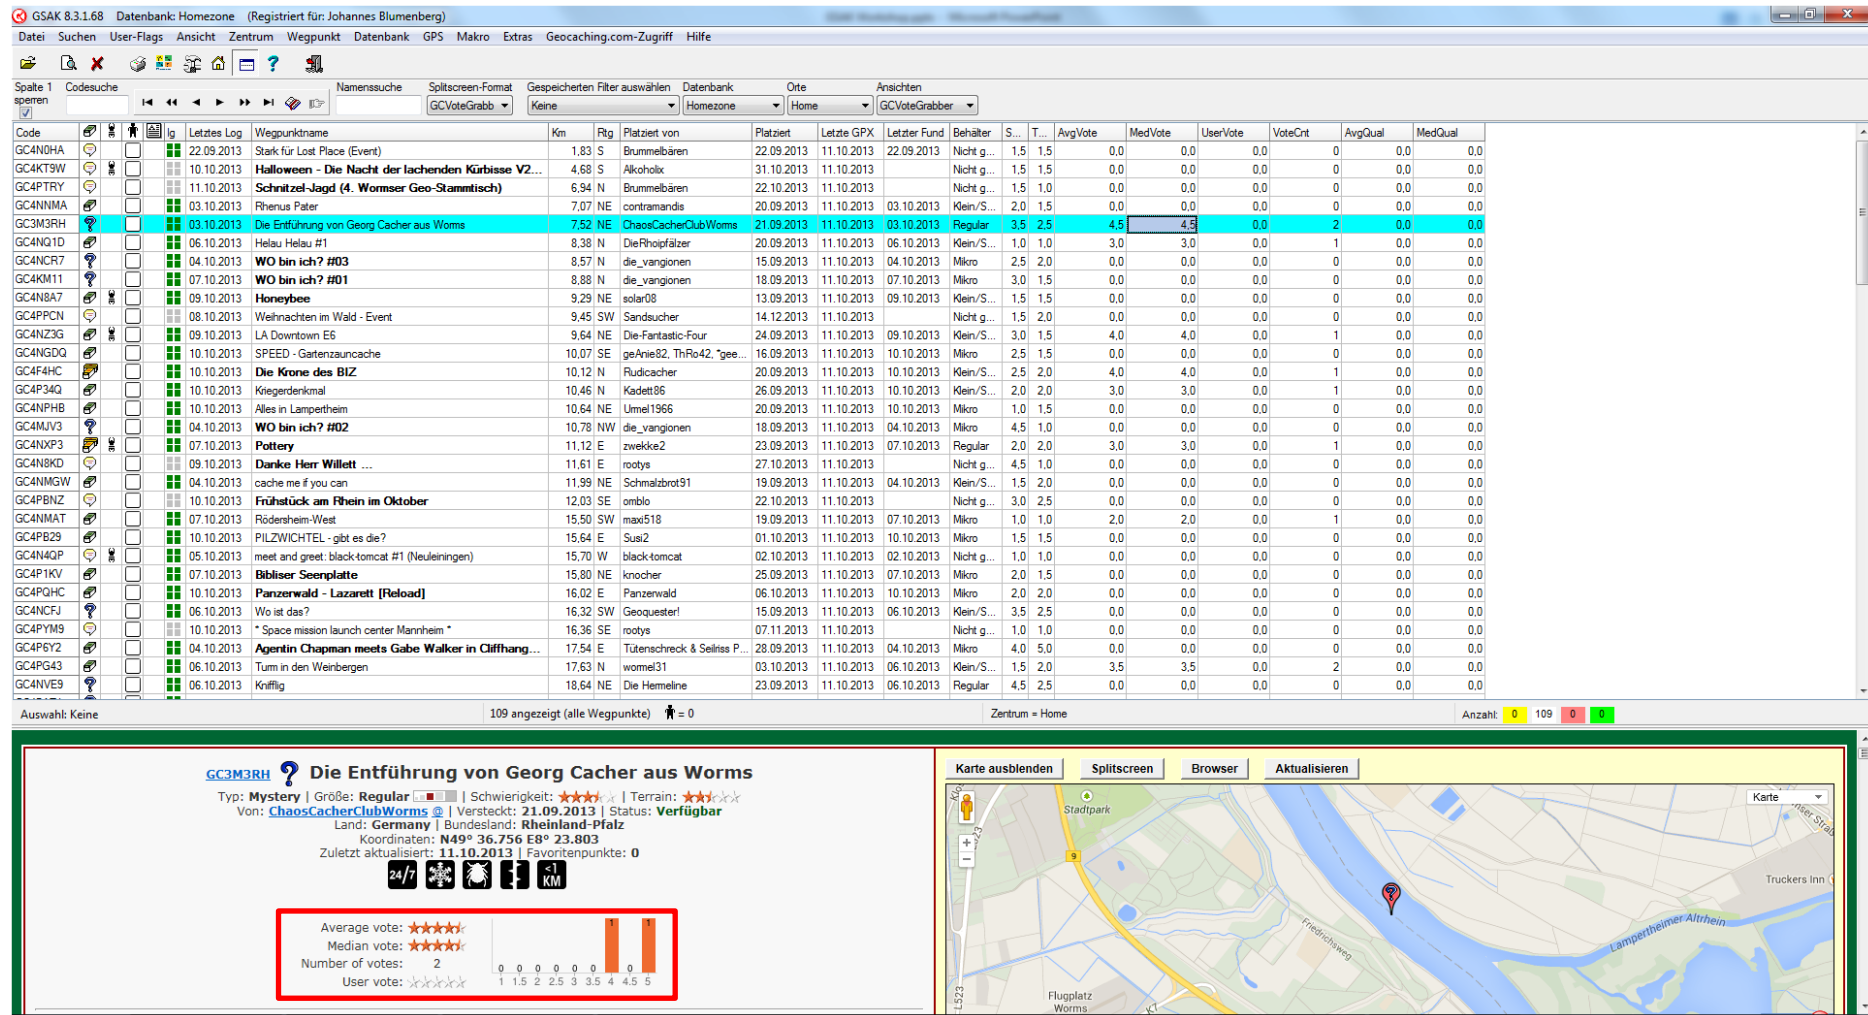 GSAK 8.3.1.68 Datenbank: Homezone (Registriert für: Johannes Blumenberg)
Datei Suchen User-Flags Ansicht Zentrum Wegpunkt Datenbank GPS Makro Extras Geocaching.com-Zugriff Hilfe
Spalte 1 sperren Codesuche Namenssuche Splitscreen-Format Gespeicherten Filter auswählen Datenbank Orte Ansichten
GCVoteGrabb Keine Homezone Home GCVoteGrabber
Code lg Letztes Log Wegpunktname Km Rtg Platziert von Platziert Letzte GPX Letzter Fund Behälter S... T... AvgVote MedVote UserVote VoteCnt AvgQual MedQual
GC4N0HA 22.09.2013 Stark für Lost Place (Event) 1,83 S Brummelbären 22.09.2013 11.10.2013 22.09.2013 Nicht g... 1,5 1,5 0,0 0,0 0,0 0 0,0 0,0
GC4KT9W 10.10.2013 Halloween - Die Nacht der lachenden Kürbisse V2... 4,68 S Alkoholix 31.10.2013 11.10.2013 Nicht g... 1,5 1,5 0,0 0,0 0,0 0 0,0 0,0
GC4PTRY 11.10.2013 Schnitzel-Jagd (4. Wormser Geo-Stammtisch) 6,94 N Brummelbären 22.10.2013 11.10.2013 Nicht g... 1,5 1,0 0,0 0,0 0,0 0 0,0 0,0
GC4NNMA 03.10.2013 Rhenus Pater 7,07 NE contramandis 20.09.2013 11.10.2013 03.10.2013 Klein/S... 2,0 1,5 0,0 0,0 0,0 0 0,0 0,0
GC3M3RH 03.10.2013 Die Entführung von Georg Cacher aus Worms 7,52 NE ChaosCacherClubWorms 21.09.2013 11.10.2013 03.10.2013 Regular 3,5 2,5 4,5 4,5 0,0 2 0,0 0,0
GC4NQ1D 06.10.2013 Helau Helau #1 8,38 N DieRhoipfälzer 20.09.2013 11.10.2013 06.10.2013 Klein/S... 1,0 1,0 3,0 3,0 0,0 1 0,0 0,0
GC4NCR7 04.10.2013 WO bin ich? #03 8,57 N die_vangionen 15.09.2013 11.10.2013 04.10.2013 Mikro 2,5 2,0 0,0 0,0 0,0 0 0,0 0,0
GC4KM11 07.10.2013 WO bin ich? #01 8,88 N die_vangionen 18.09.2013 11.10.2013 07.10.2013 Mikro 3,0 1,5 0,0 0,0 0,0 0 0,0 0,0
GC4N8A7 09.10.2013 Honeybee 9,29 NE solar08 13.09.2013 11.10.2013 09.10.2013 Klein/S... 1,5 1,5 0,0 0,0 0,0 0 0,0 0,0
GC4PPCN 08.10.2013 Weihnachten im Wald - Event 9,45 SW Sandsucher 14.12.2013 11.10.2013 Nicht g... 1,5 2,0 0,0 0,0 0,0 0 0,0 0,0
GC4NZ3G 09.10.2013 LA Downtown E6 9,64 NE Die-Fantastic-Four 24.09.2013 11.10.2013 09.10.2013 Klein/S... 3,0 1,5 4,0 4,0 0,0 1 0,0 0,0
GC4NGDQ 10.10.2013 SPEED - Gartenzauncache 10,07 SE geAnie82, ThRo42, "gee... 16.09.2013 11.10.2013 10.10.2013 Mikro 2,5 1,5 0,0 0,0 0,0 0 0,0 0,0
GC4F4HC 10.10.2013 Die Krone des BIZ 10,12 N Rudicacher 20.09.2013 11.10.2013 10.10.2013 Klein/S... 2,5 2,0 4,0 4,0 0,0 1 0,0 0,0
GC4P34Q 10.10.2013 Kriegerdenkmal 10,46 N Kadett86 26.09.2013 11.10.2013 10.10.2013 Klein/S... 2,0 2,0 3,0 3,0 0,0 1 0,0 0,0
GC4NPHB 10.10.2013 Alles in Lampertheim 10,64 NE Urmel1966 20.09.2013 11.10.2013 10.10.2013 Mikro 1,0 1,5 0,0 0,0 0,0 0 0,0 0,0
GC4MJV3 04.10.2013 WO bin ich? #02 10,78 NW die_vangionen 18.09.2013 11.10.2013 04.10.2013 Mikro 4,5 1,0 0,0 0,0 0,0 0 0,0 0,0
GC4NXP3 07.10.2013 Pottery 11,12 E zwekke2 23.09.2013 11.10.2013 07.10.2013 Regular 2,0 2,0 3,0 3,0 0,0 1 0,0 0,0
GC4N8KD 09.10.2013 Danke Herr Willett ... 11,61 E rootys 27.10.2013 11.10.2013 Nicht g... 4,5 1,0 0,0 0,0 0,0 0 0,0 0,0
GC4NMGW 04.10.2013 cache me if you can 11,99 NE Schmalzbrot91 19.09.2013 11.10.2013 04.10.2013 Klein/S... 1,5 2,0 0,0 0,0 0,0 0 0,0 0,0
GC4PBNZ 10.10.2013 Frühstück am Rhein im Oktober 12,03 SE omblo 22.10.2013 11.10.2013 Nicht g... 3,0 2,5 0,0 0,0 0,0 0 0,0 0,0
GC4NMAT 07.10.2013 Rödersheim-West 15,50 SW maxi518 19.09.2013 11.10.2013 07.10.2013 Mikro 1,0 1,0 2,0 2,0 0,0 1 0,0 0,0
GC4PB29 10.10.2013 PILZWICHTEL - gibt es die? 15,64 E Susi2 01.10.2013 11.10.2013 10.10.2013 Mikro 1,5 1,5 0,0 0,0 0,0 0 0,0 0,0
GC4N4QP 05.10.2013 meet and greet: black-tomcat #1 (Neuleiningen) 15,70 W black-tomcat 02.10.2013 11.10.2013 02.10.2013 Nicht g... 1,0 1,0 0,0 0,0 0,0 0 0,0 0,0
GC4P1KV 07.10.2013 Bibliser Seenplatte 15,80 NE knocher 25.09.2013 11.10.2013 07.10.2013 Mikro 2,0 1,5 0,0 0,0 0,0 0 0,0 0,0
GC4PQHC 10.10.2013 Panzerwald - Lazarett [Reload] 16,02 E Panzerwald 06.10.2013 11.10.2013 10.10.2013 Mikro 2,0 2,0 0,0 0,0 0,0 0 0,0 0,0
GC4NCFJ 06.10.2013 Wo ist das? 16,32 SW Geoquester! 15.09.2013 11.10.2013 06.10.2013 Klein/S... 3,5 2,5 0,0 0,0 0,0 0 0,0 0,0
GC4PYM9 10.10.2013 * Space mission launch center Mannheim * 16,36 SE rootys 07.11.2013 11.10.2013 Nicht g... 1,0 1,0 0,0 0,0 0,0 0 0,0 0,0
GC4P6Y2 04.10.2013 Agentin Chapman meets Gabe Walker in Cliffhang... 17,54 E Tütenschreck & Seilriss P... 28.09.2013 11.10.2013 04.10.2013 Mikro 4,0 5,0 0,0 0,0 0,0 0 0,0 0,0
GC4PG43 06.10.2013 Turm in den Weinbergen 17,63 N wormel31 03.10.2013 11.10.2013 06.10.2013 Klein/S... 1,5 2,0 3,5 3,5 0,0 2 0,0 0,0
GC4NVE9 06.10.2013 Knifflig 18,64 NE Die Hermeline 23.09.2013 11.10.2013 06.10.2013 Regular 4,5 2,5 0,0 0,0 0,0 0 0,0 0,0
Auswahl: Keine 109 angezeigt (alle Wegpunkte) = 0 Zentrum = Home Anzahl: 0 109 0 0
GC3M3RH Die Entführung von Georg Cacher aus Worms
Typ: Mystery | Größe: Regular | Schwierigkeit: | Terrain:
Von: ChaosCacherClubWorms @ | Versteckt: 21.09.2013 | Status: Verfügbar
Land: Germany | Bundesland: Rheinland-Pfalz
Koordinaten: N49° 36.756 E8° 23.803
Zuletzt aktualisiert: 11.10.2013 | Favoritenpunkte: 0
24/7 <1 KM
Average vote:
Median vote:
Number of votes: 2
User vote:
1 1
0 0 0 0 0 0 0
1 1.5 2 2.5 3 3.5 4 4.5 5
Karte ausblenden Splitscreen Browser Aktualisieren
Karte
Stadtpark
L523
9
Truckers Inn
Friedrichsweg
Lampertheimer Altrhein
L523
Flugplatz
Worms
K7